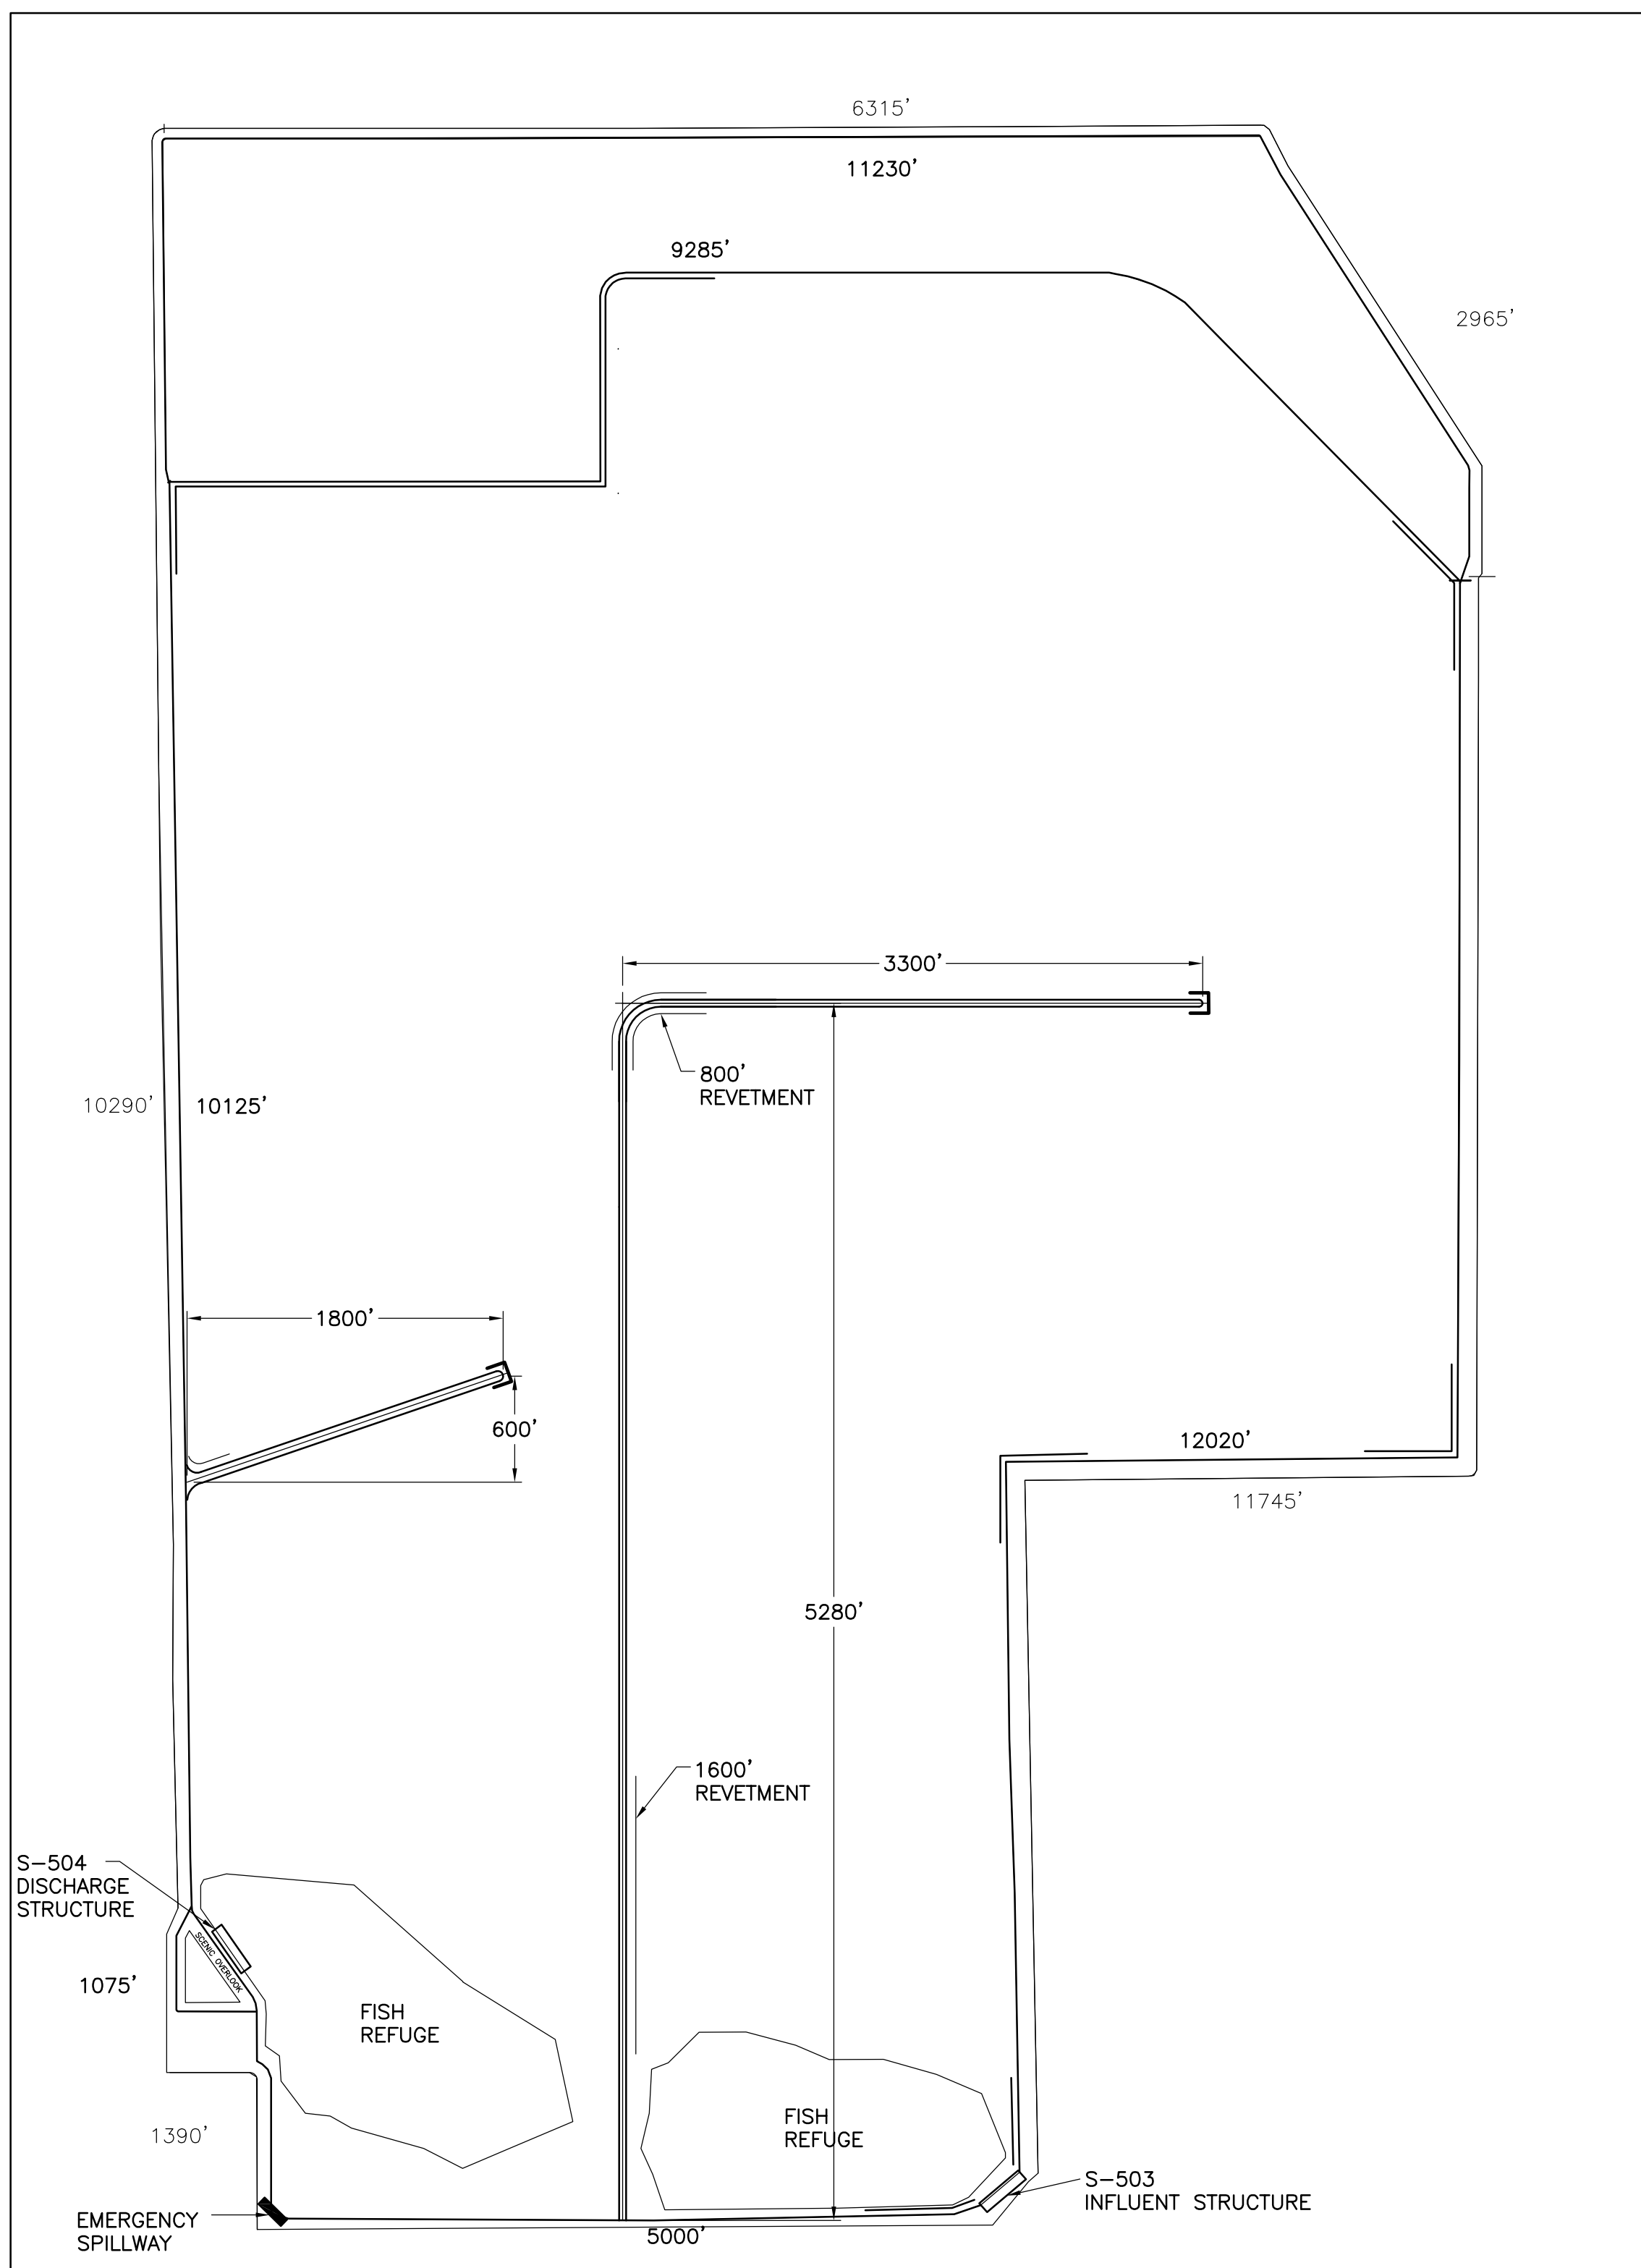 6315'
11230'
9285'
2965'
3300'
800'
REVETMENT
10290'
10125'
1800'
600'
12020'
11745'
5280'
1600'
REVETMENT
S-504
DISCHARGE
STRUCTURE
SCENIC OVERLOOK
1075'
FISH
REFUGE
FISH
REFUGE
1390'
S-503
INFLUENT STRUCTURE
EMERGENCY
SPILLWAY
5000'